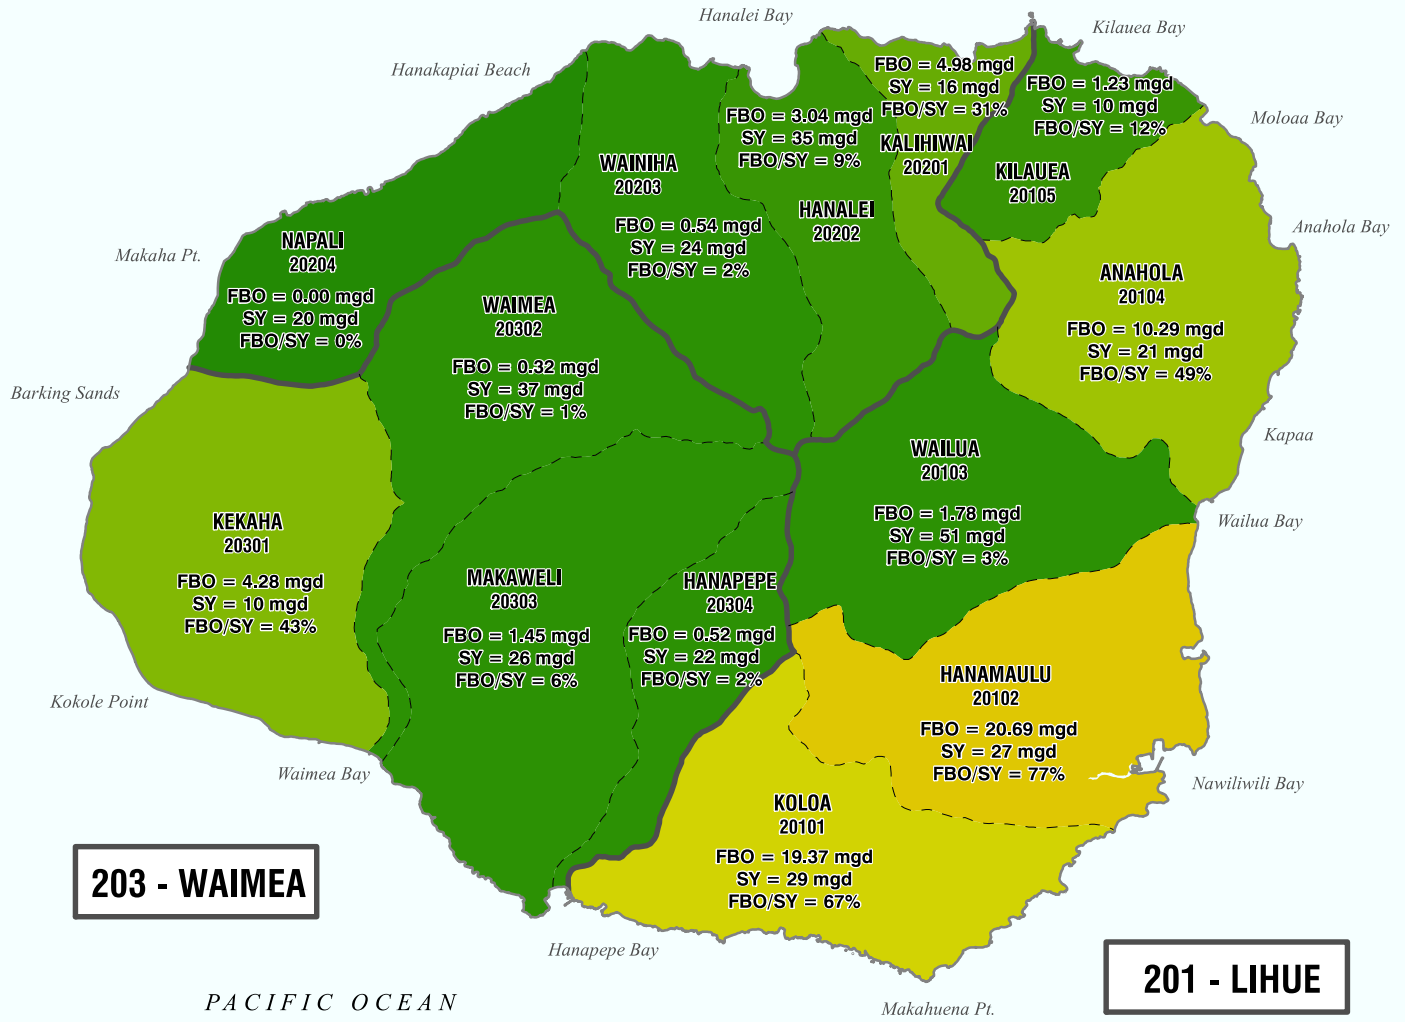 Hanalei Bay
Kilauea Bay
Hanakapiai Beach
Moloaa Bay
Makaha Pt.
Anahola Bay
Barking Sands
Kapaa
Wailua Bay
Kokole Point
Waimea Bay
Nawiliwili Bay
Hanapepe Bay
Makahuena Pt.
PACIFIC OCEAN
FBO = 4.98 mgd
SY = 16 mgd
FBO/SY = 31%
KALIHIWAI
20201
FBO = 1.23 mgd
SY = 10 mgd
FBO/SY = 12%
KILAUEA
20105
FBO = 3.04 mgd
SY = 35 mgd
FBO/SY = 9%
HANALEI
20202
WAINIHA
20203
FBO = 0.54 mgd
SY = 24 mgd
FBO/SY = 2%
NAPALI
20204
FBO = 0.00 mgd
SY = 20 mgd
FBO/SY = 0%
WAIMEA
20302
FBO = 0.32 mgd
SY = 37 mgd
FBO/SY = 1%
ANAHOLA
20104
FBO = 10.29 mgd
SY = 21 mgd
FBO/SY = 49%
WAILUA
20103
FBO = 1.78 mgd
SY = 51 mgd
FBO/SY = 3%
KEKAHA
20301
FBO = 4.28 mgd
SY = 10 mgd
FBO/SY = 43%
MAKAWELI
20303
FBO = 1.45 mgd
SY = 26 mgd
FBO/SY = 6%
HANAPEPE
20304
FBO = 0.52 mgd
SY = 22 mgd
FBO/SY = 2%
HANAMAULU
20102
FBO = 20.69 mgd
SY = 27 mgd
FBO/SY = 77%
KOLOA
20101
FBO = 19.37 mgd
SY = 29 mgd
FBO/SY = 67%
203 - WAIMEA
201 - LIHUE